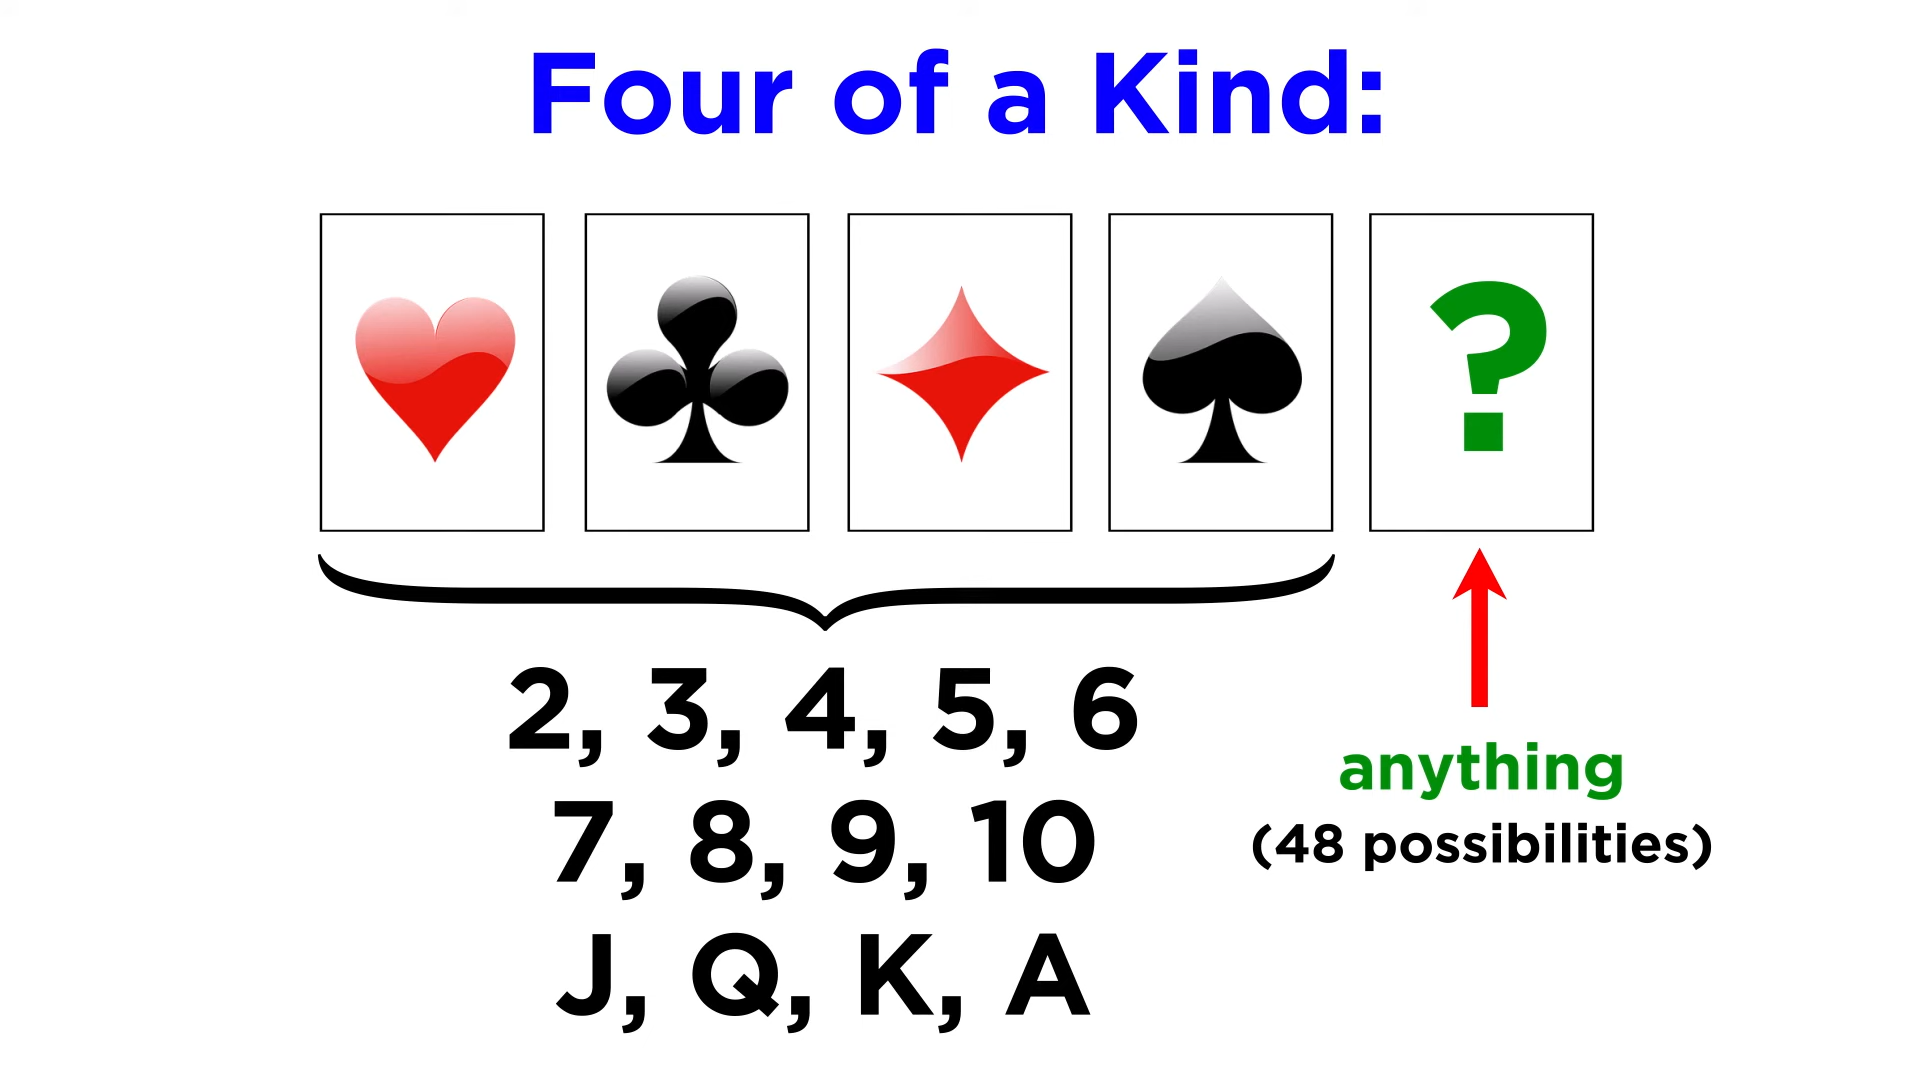 Four of a Kind:
?
2, 3, 4, 5, 6
7, 8, 9, 10
J, Q, K, A
anything
(48 possibilities)